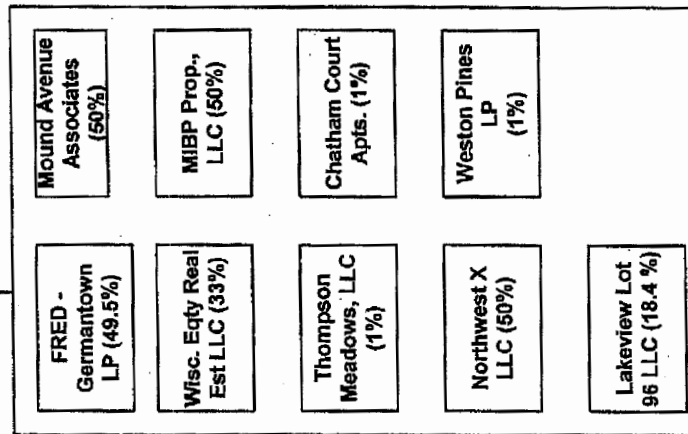 FRED -
Germantown
LP (49.5%)
Mound Avenue
Associates
(50%)
Wisc. Eqty Real
Est LLC (33%)
MIBP Prop.,
LLC (50%)
Thompson
Meadows, LLC
(1%)
Chatham Court
Apts. (1%)
Northwest X
LLC (50%)
Weston Pines
LP
(1%)
Lakeview Lot
96 LLC (18.4 %)